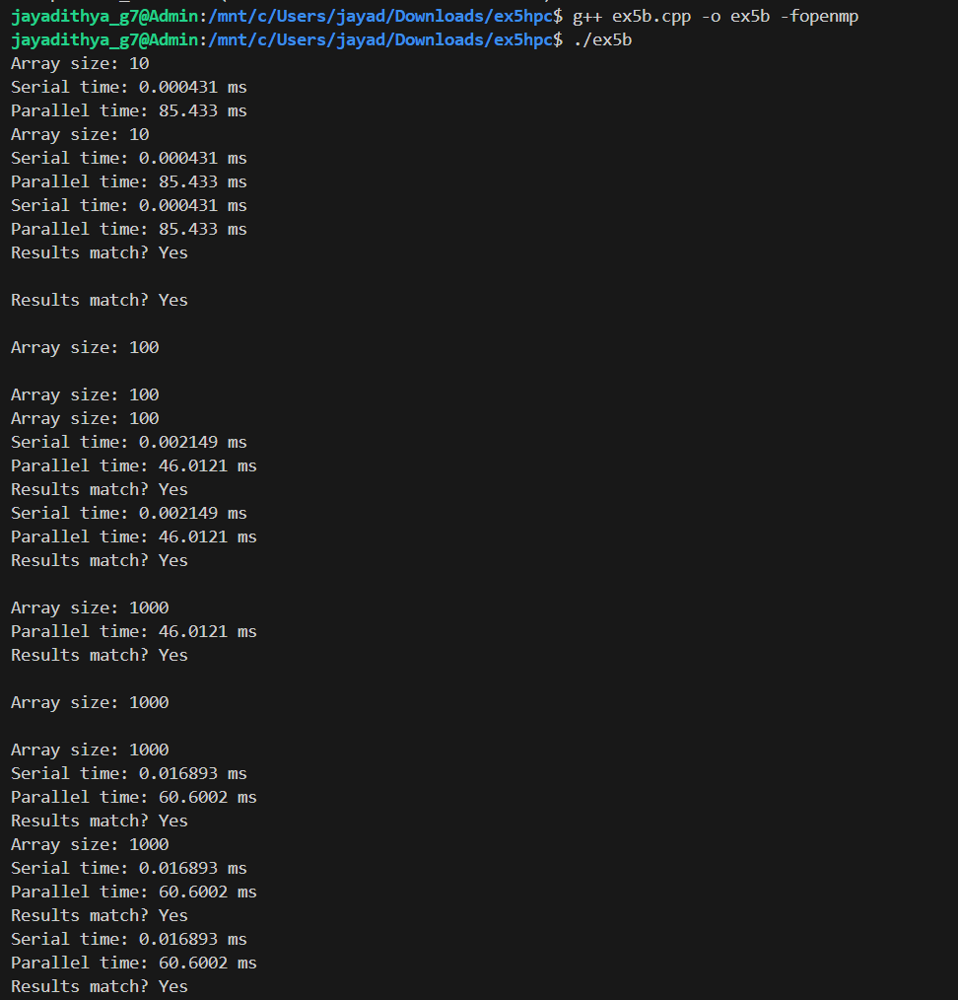 jayadithya_g7@Admin:/mnt/c/Users/jayad/Downloads/ex5hpc$ g++ ex5b.cpp -o ex5b -fopenmp
jayadithya_g7@Admin:/mnt/c/Users/jayad/Downloads/ex5hpc$ ./ex5b
Array size: 10
Serial time: 0.000431 ms
Parallel time: 85.433 ms
Array size: 10
Serial time: 0.000431 ms
Parallel time: 85.433 ms
Serial time: 0.000431 ms
Parallel time: 85.433 ms
Results match? Yes
Results match? Yes
Array size: 100
Array size: 100
Array size: 100
Serial time: 0.002149 ms
Parallel time: 46.0121 ms
Results match? Yes
Serial time: 0.002149 ms
Parallel time: 46.0121 ms
Results match? Yes
Array size: 1000
Parallel time: 46.0121 ms
Results match? Yes
Array size: 1000
Array size: 1000
Serial time: 0.016893 ms
Parallel time: 60.6002 ms
Results match? Yes
Array size: 1000
Serial time: 0.016893 ms
Parallel time: 60.6002 ms
Results match? Yes
Serial time: 0.016893 ms
Parallel time: 60.6002 ms
Results match? Yes